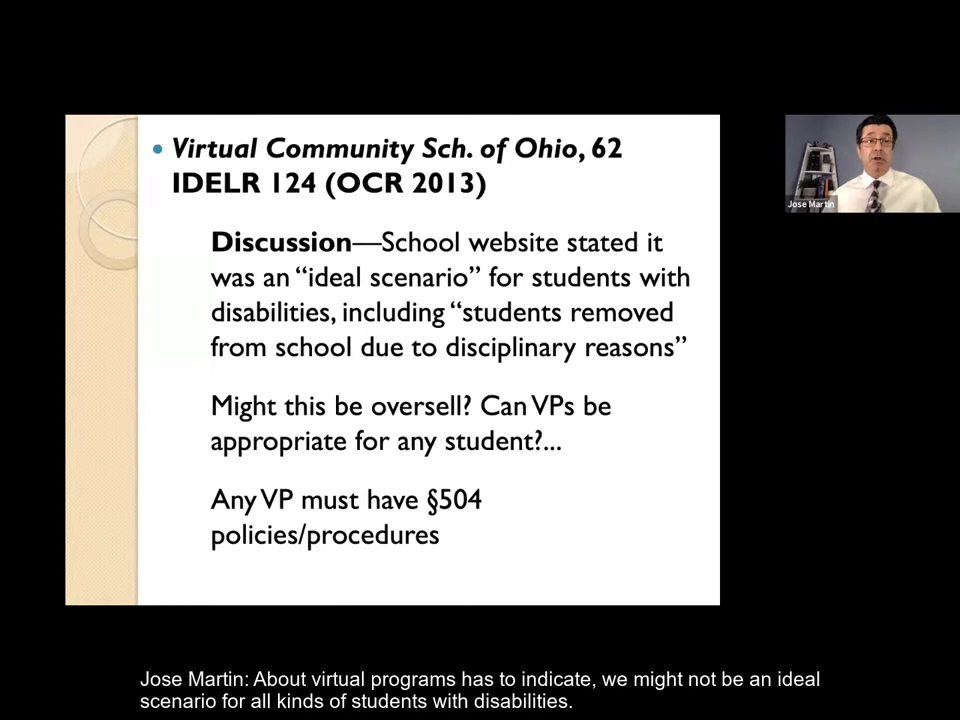 • Virtual Community Sch. of Ohio, 62
IDELR 124 (OCR 2013)
Discussion—School website stated it
was an “ideal scenario” for students with
disabilities, including “students removed
from school due to disciplinary reasons”
Might this be oversell? Can VPs be
appropriate for any student?...
Any VP must have §504
policies/procedures
Jose Martin
Jose Martin: About virtual programs has to indicate, we might not be an ideal
scenario for all kinds of students with disabilities.